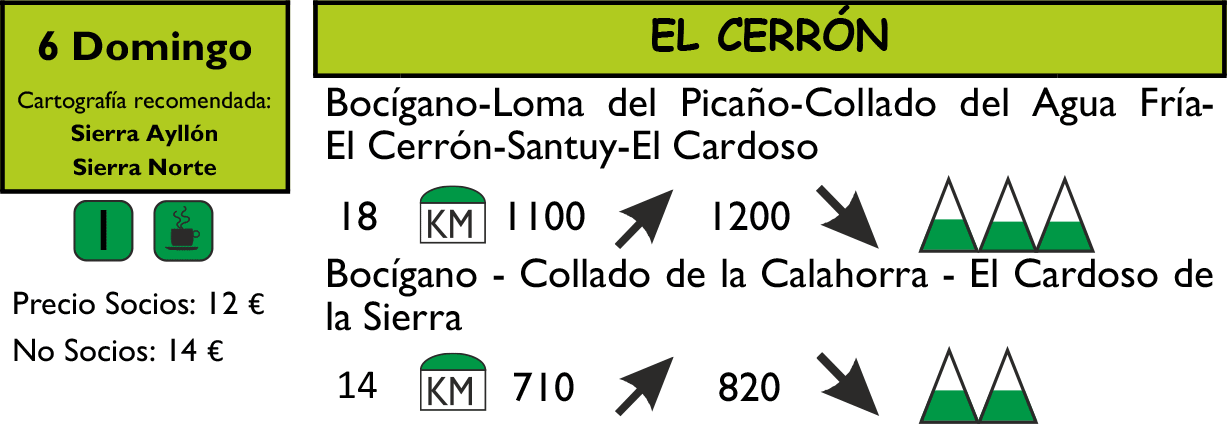 6 Domingo
Cartografía recomendada:
Sierra Ayllón
Sierra Norte
I
Precio Socios: 12 €
No Socios: 14 €
EL CERRÓN
Bocígano-Loma del Picaño-Collado del Agua Fría-
El Cerrón-Santuy-El Cardoso
18 KM 1100 1200
Bocígano - Collado de la Calahorra - El Cardoso de
la Sierra
14 KM 710 820